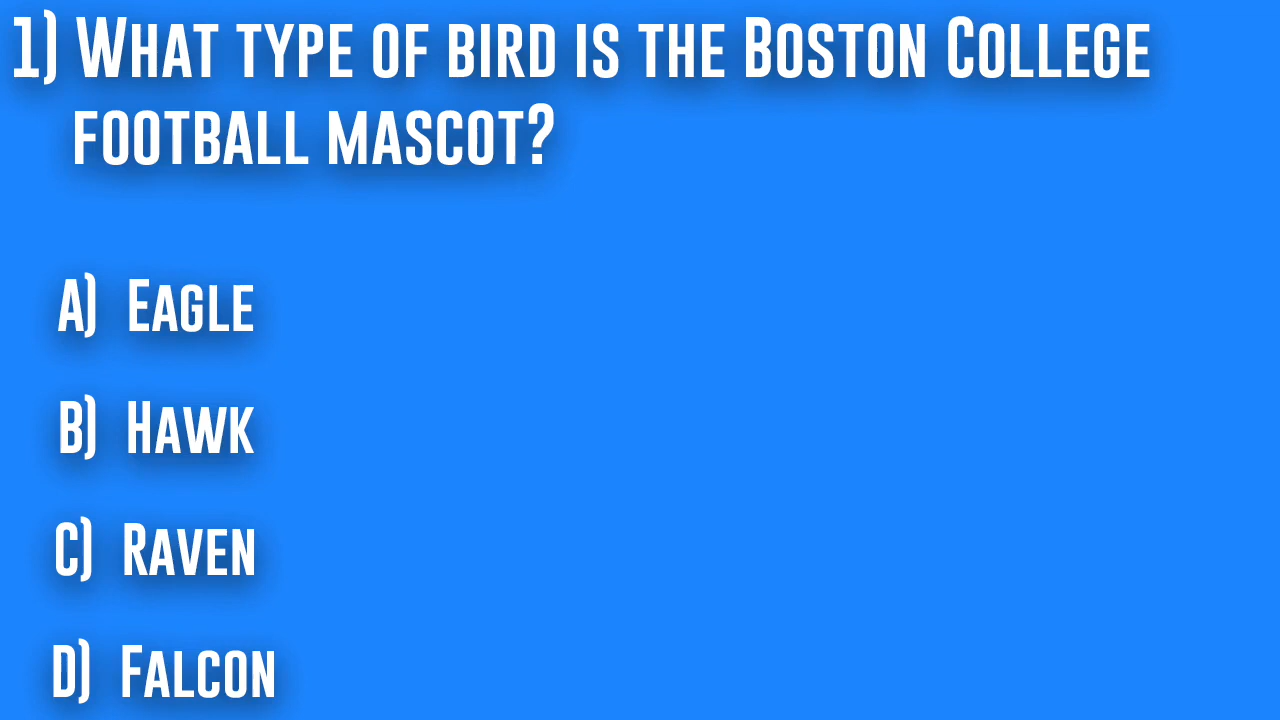 1) What type of bird is the Boston College
football mascot?
A) Eagle
B) Hawk
C) Raven
D) Falcon